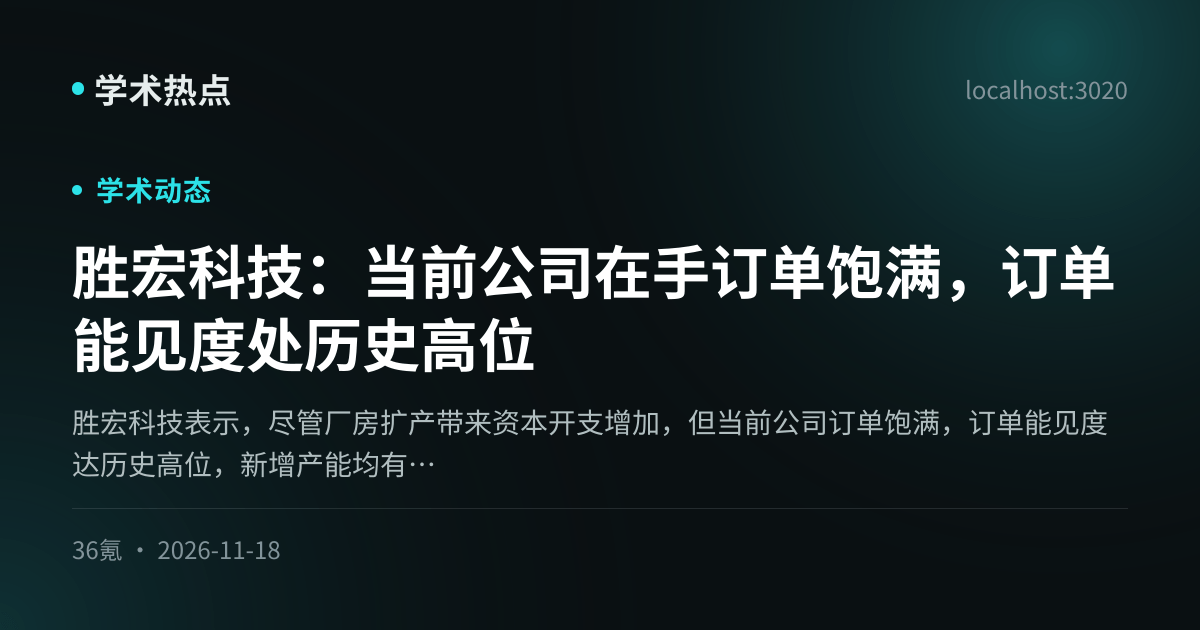 学术热点
localhost:3020
学术动态
胜宏科技：当前公司在手订单饱满，订单
能见度处历史高位
胜宏科技表示，尽管厂房扩产带来资本开支增加，但当前公司订单饱满，订单能见度
达历史高位，新增产能均有…
36氪 · 2026-11-18